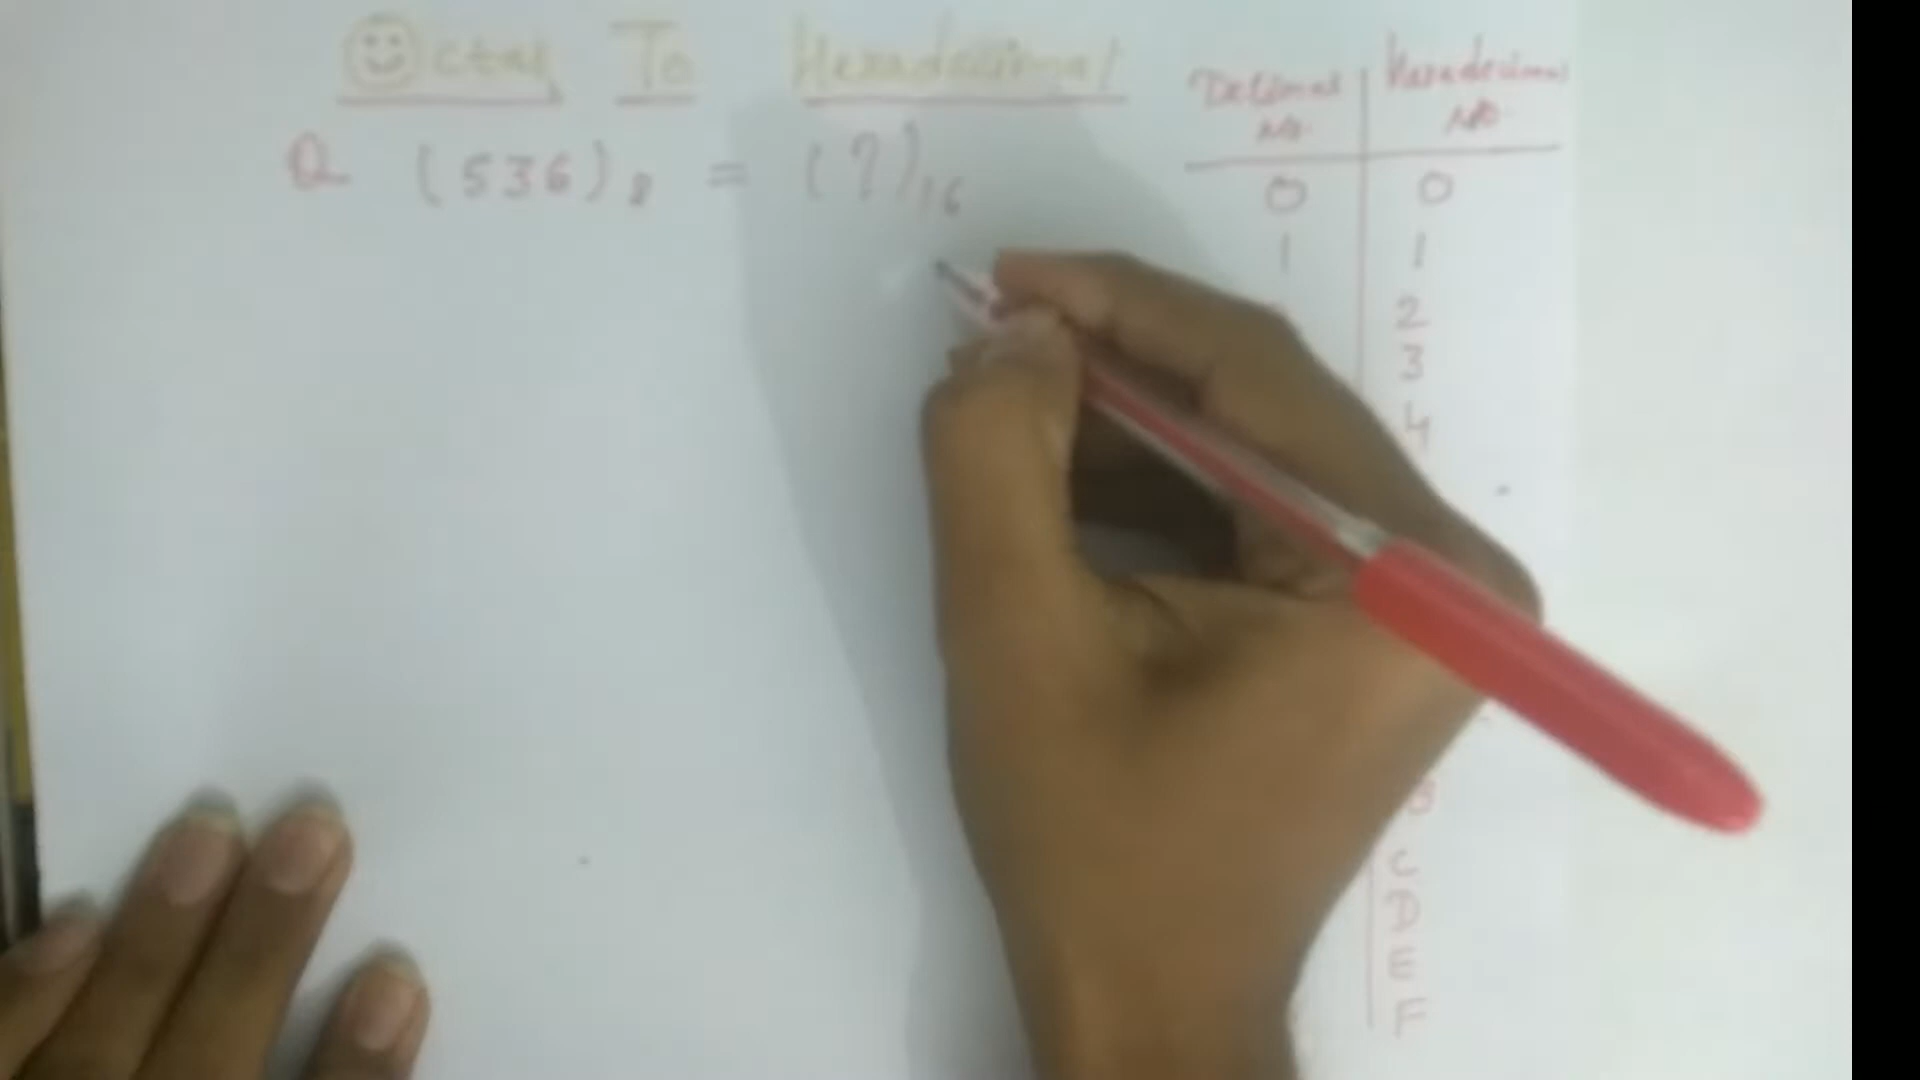 Octal To Hexadecimal
Q (536)8 = (?)16
Decimal No. Hexadecimal No.
0 0
1 1
2
3
4
B
C
D
E
F